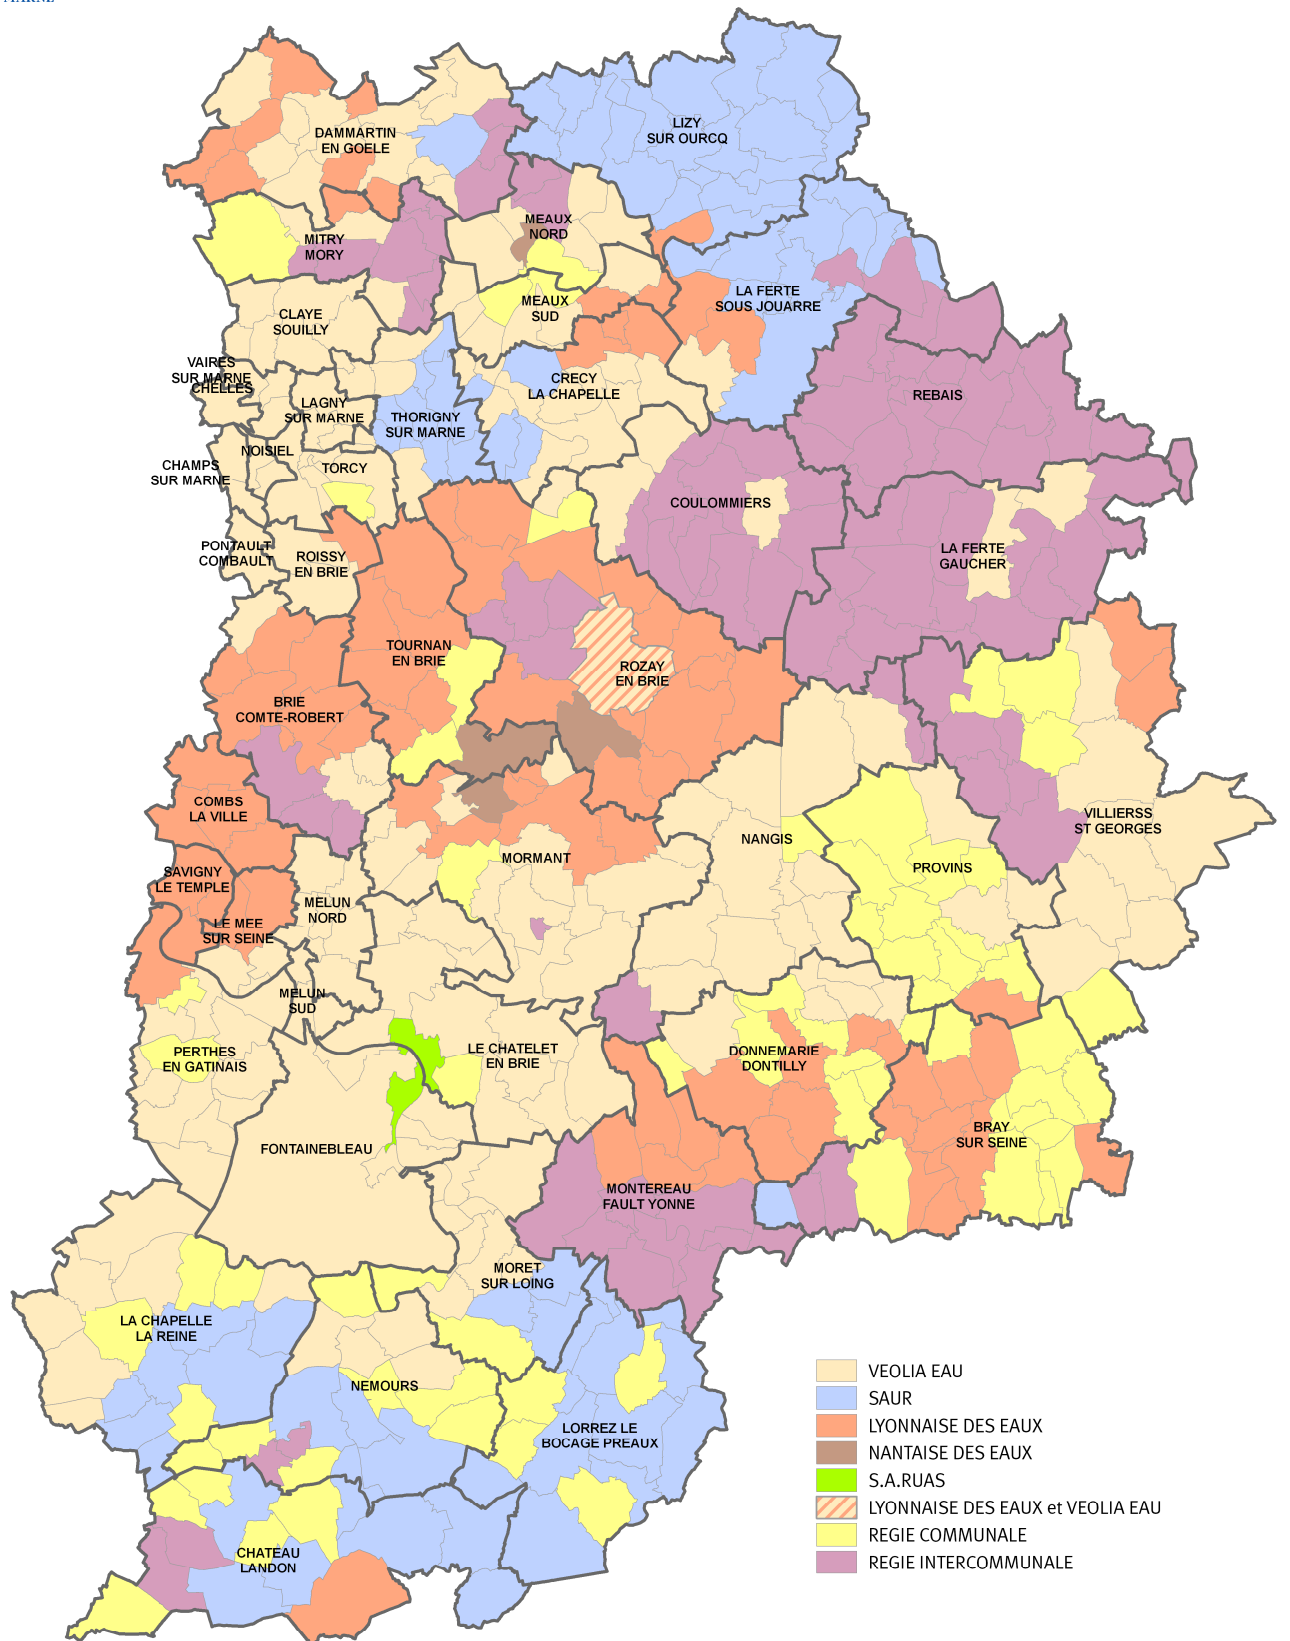 MARNE
DAMMARTIN
EN GOELE
LIZY
SUR OURCQ
MITRY
MORY
MEAUX
NORD
CLAYE
SOUILLY
MEAUX
SUD
LA FERTE
SOUS JOUARRE
VAIRES
SUR MARNE
CHELLES
LAGNY
SUR MARNE
THORIGNY
SUR MARNE
CRECY
LA CHAPELLE
REBAIS
CHAMPS
SUR MARNE
NOISIEL
TORCY
COULOMMIERS
PONTAULT
COMBAULT
ROISSY
EN BRIE
LA FERTE
GAUCHER
TOURNAN
EN BRIE
ROZAY
EN BRIE
BRIE
COMTE-ROBERT
COMBS
LA VILLE
MORMANT
NANGIS
VILLIERSS
ST GEORGES
PROVINS
SAVIGNY
LE TEMPLE
MELUN
NORD
LE MEE
SUR SEINE
MELUN
SUD
PERTHES
EN GATINAIS
LE CHATELET
EN BRIE
DONNEMARIE
DONTILLY
FONTAINEBLEAU
BRAY
SUR SEINE
MONTEREAU
FAULT YONNE
MORET
SUR LOING
LA CHAPELLE
LA REINE
NEMOURS
LORREZ LE
BOCAGE PREAUX
CHATEAU
LANDON
VEOLIA EAU
SAUR
LYONNAISE DES EAUX
NANTAISE DES EAUX
S.A.RUAS
LYONNAISE DES EAUX et VEOLIA EAU
REGIE COMMUNALE
REGIE INTERCOMMUNALE